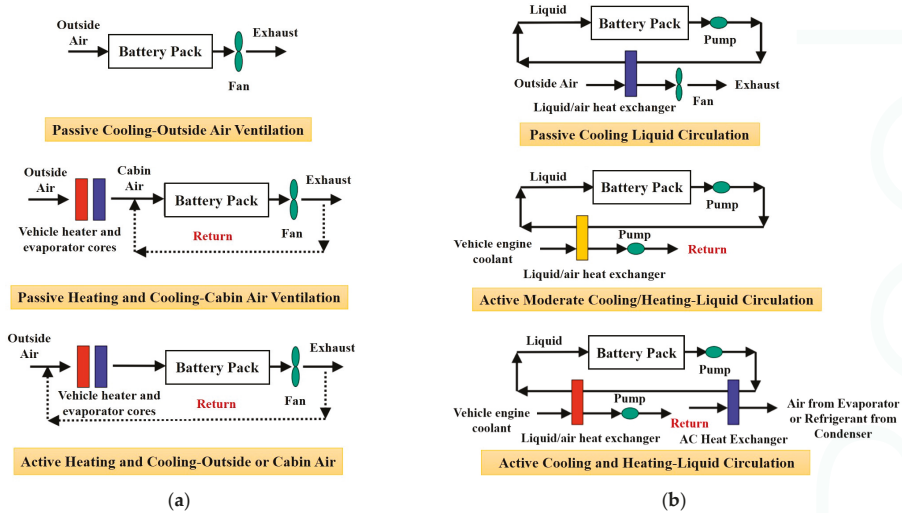 Outside
Air
Battery Pack
Exhaust
Fan
Passive Cooling-Outside Air Ventilation
Outside
Air
Cabin
Air
Battery Pack
Exhaust
Fan
Vehicle heater and
evaporator cores
Return
Passive Heating and Cooling-Cabin Air Ventilation
Outside
Air
Battery Pack
Exhaust
Fan
Vehicle heater and
evaporator cores
Return
Active Heating and Cooling-Outside or Cabin Air
(a)
Liquid
Battery Pack
Pump
Outside Air
Exhaust
Fan
Liquid/air heat exchanger
Passive Cooling Liquid Circulation
Liquid
Battery Pack
Pump
Vehicle engine
coolant
Pump
Return
Liquid/air heat exchanger
Active Moderate Cooling/Heating-Liquid Circulation
Liquid
Battery Pack
Pump
Vehicle engine
coolant
Pump
Return
Liquid/air heat exchanger
AC Heat Exchanger
Air from Evaporator
or Refrigerant from
Condenser
Active Cooling and Heating-Liquid Circulation
(b)